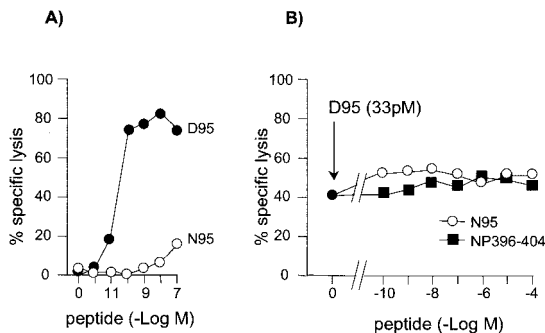 A)
B)
100
80
60
40
20
0
% specific lysis
D95
N95
0
11
9
7
peptide (-Log M)
100
80
60
40
20
0
% specific lysis
D95 (33pM)
N95
NP396-404
0
-10
-8
-6
-4
peptide (-Log M)